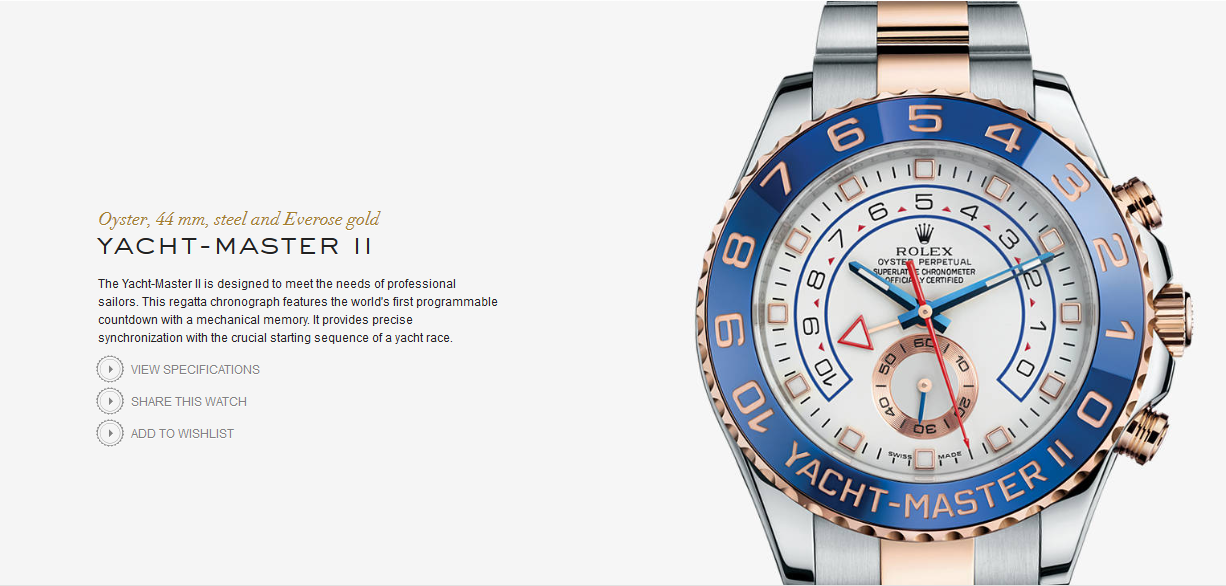 Oyster, 44 mm, steel and Everose gold
YACHT-MASTER II
The Yacht-Master II is designed to meet the needs of professional
sailors. This regatta chronograph features the world's first programmable
countdown with a mechanical memory. It provides precise
synchronization with the crucial starting sequence of a yacht race.
VIEW SPECIFICATIONS
SHARE THIS WATCH
ADD TO WISHLIST
10 9 8 7 6 5 4 3 2 1 0
YACHT-MASTER II
10 9 8 7 6 5 4 3 2 1 0
ROLEX
OYSTER PERPETUAL
SUPERLATIVE CHRONOMETER
OFFICIALLY CERTIFIED
60 10 20 30 40 50
SWISS MADE